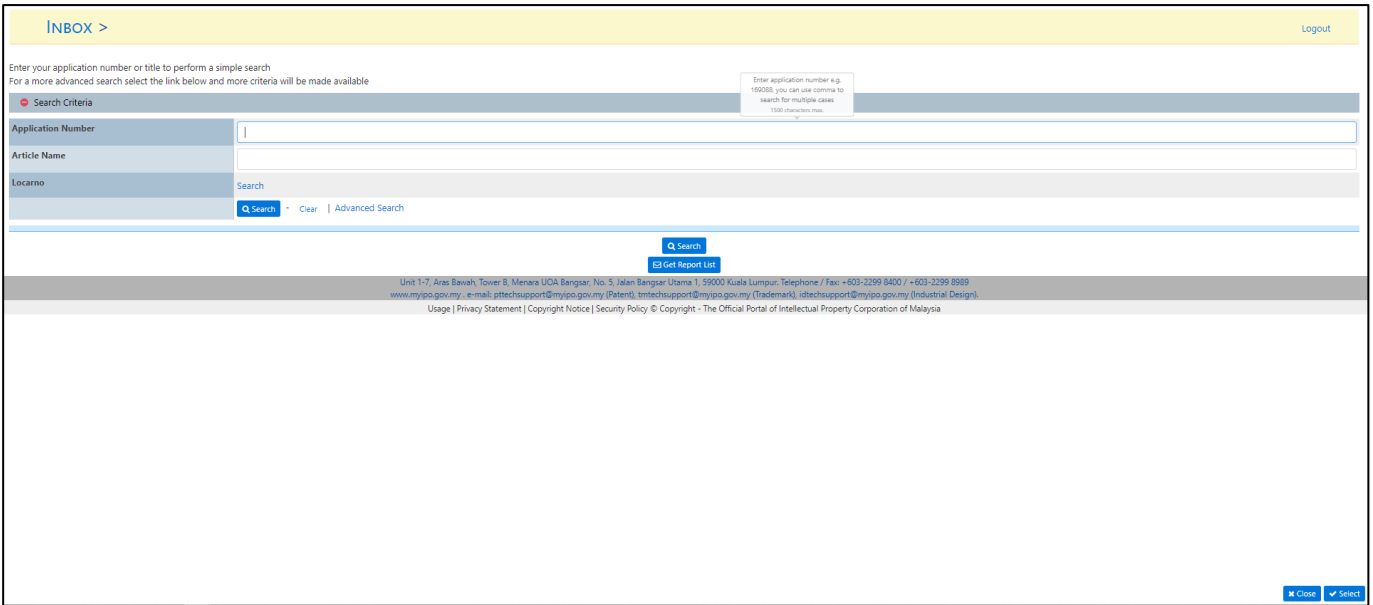 INBOX >
Logout
Enter your application number or title to perform a simple search
For a more advanced search select the link below and more criteria will be made available
Enter application number e.g.
169088, you can use comma to
search for multiple cases
1500 characters max.
Search Criteria
Application Number
Article Name
Locarno
Search
Search - Clear | Advanced Search
Search
Get Report List
Unit 1-7, Aras Bawah, Tower B, Menara UOA Bangsar, No. 5, Jalan Bangsar Utama 1, 59000 Kuala Lumpur. Telephone / Fax: +603-2299 8400 / +603-2299 8989
www.myipo.gov.my . e-mail: pttechsupport@myipo.gov.my (Patent), tmtechsupport@myipo.gov.my (Trademark), idtechsupport@myipo.gov.my (Industrial Design).
Usage | Privacy Statement | Copyright Notice | Security Policy © Copyright - The Official Portal of Intellectual Property Corporation of Malaysia
Close Select